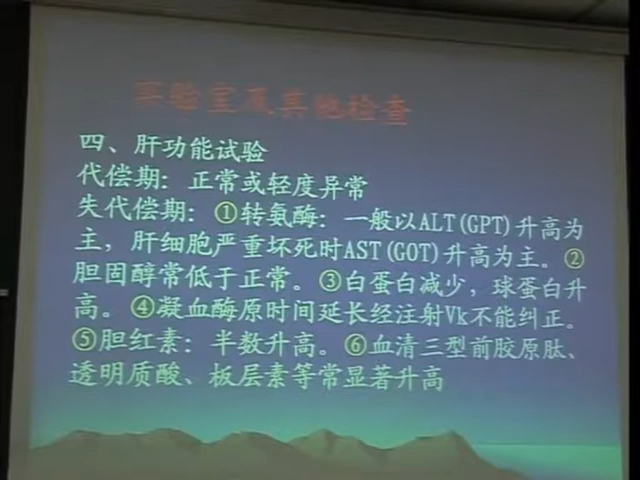 实验室及其他检查
四、肝功能试验
代偿期：正常或轻度异常
失代偿期：①转氨酶：一般以ALT(GPT)升高为
主，肝细胞严重坏死时AST(GOT)升高为主。②
胆固醇常低于正常。③白蛋白减少，球蛋白升
高。④凝血酶原时间延长经注射Vk不能纠正。
⑤胆红素：半数升高。⑥血清三型前胶原肽、
透明质酸、板层素等常显著升高